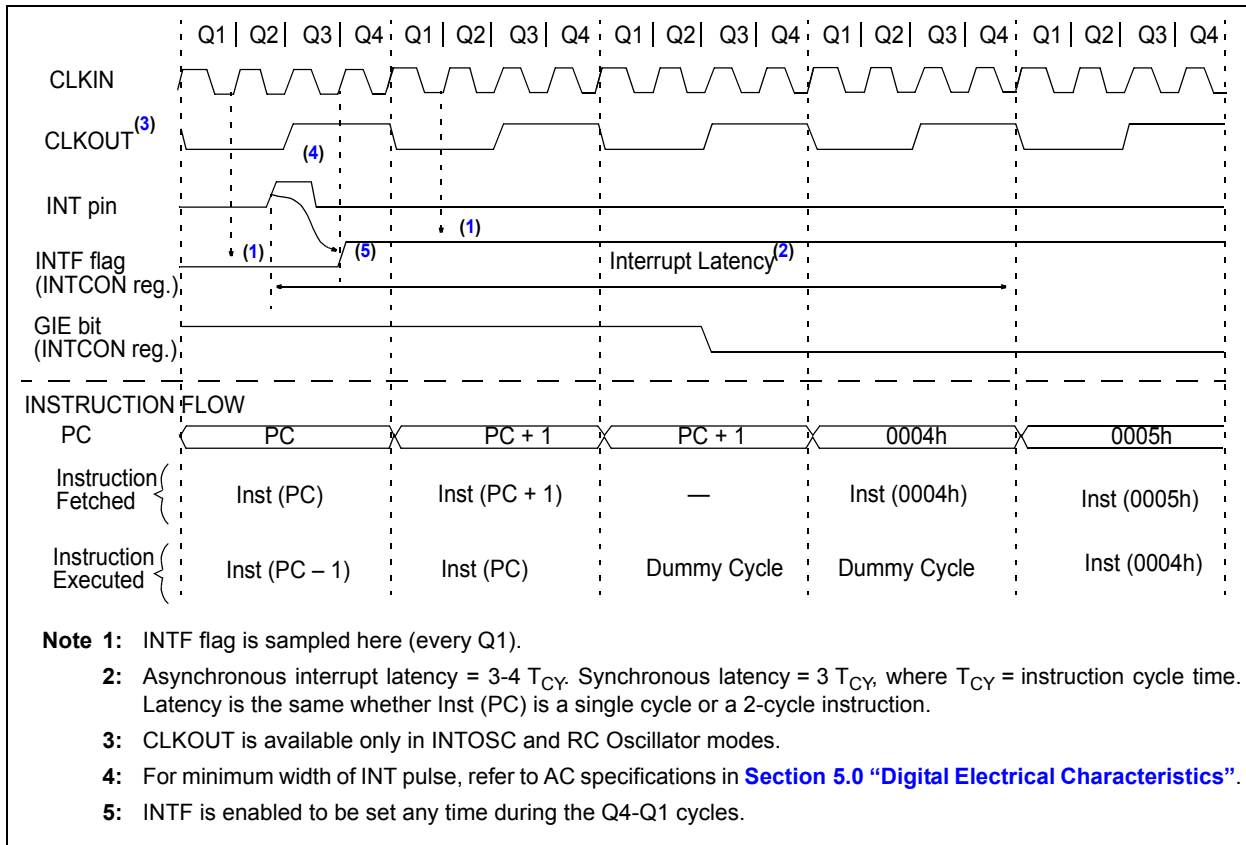 Q1 | Q2 | Q3 | Q4 Q1 | Q2 | Q3 | Q4 Q1 | Q2 | Q3 | Q4 Q1 | Q2 | Q3 | Q4 Q1 | Q2 | Q3 | Q4
CLKIN
CLKOUT(3)
(4)
INT pin
(1)
(1) (5)
INTF flag
(INTCON reg.)
Interrupt Latency(2)
GIE bit
(INTCON reg.)
INSTRUCTION FLOW
PC PC PC + 1 PC + 1 0004h 0005h
Instruction
Fetched
Inst (PC) Inst (PC + 1) — Inst (0004h) Inst (0005h)
Instruction
Executed
Inst (PC – 1) Inst (PC) Dummy Cycle Dummy Cycle Inst (0004h)
Note 1: INTF flag is sampled here (every Q1).
2: Asynchronous interrupt latency = 3-4 TCY. Synchronous latency = 3 TCY, where TCY = instruction cycle time.
Latency is the same whether Inst (PC) is a single cycle or a 2-cycle instruction.
3: CLKOUT is available only in INTOSC and RC Oscillator modes.
4: For minimum width of INT pulse, refer to AC specifications in Section 5.0 “Digital Electrical Characteristics”.
5: INTF is enabled to be set any time during the Q4-Q1 cycles.